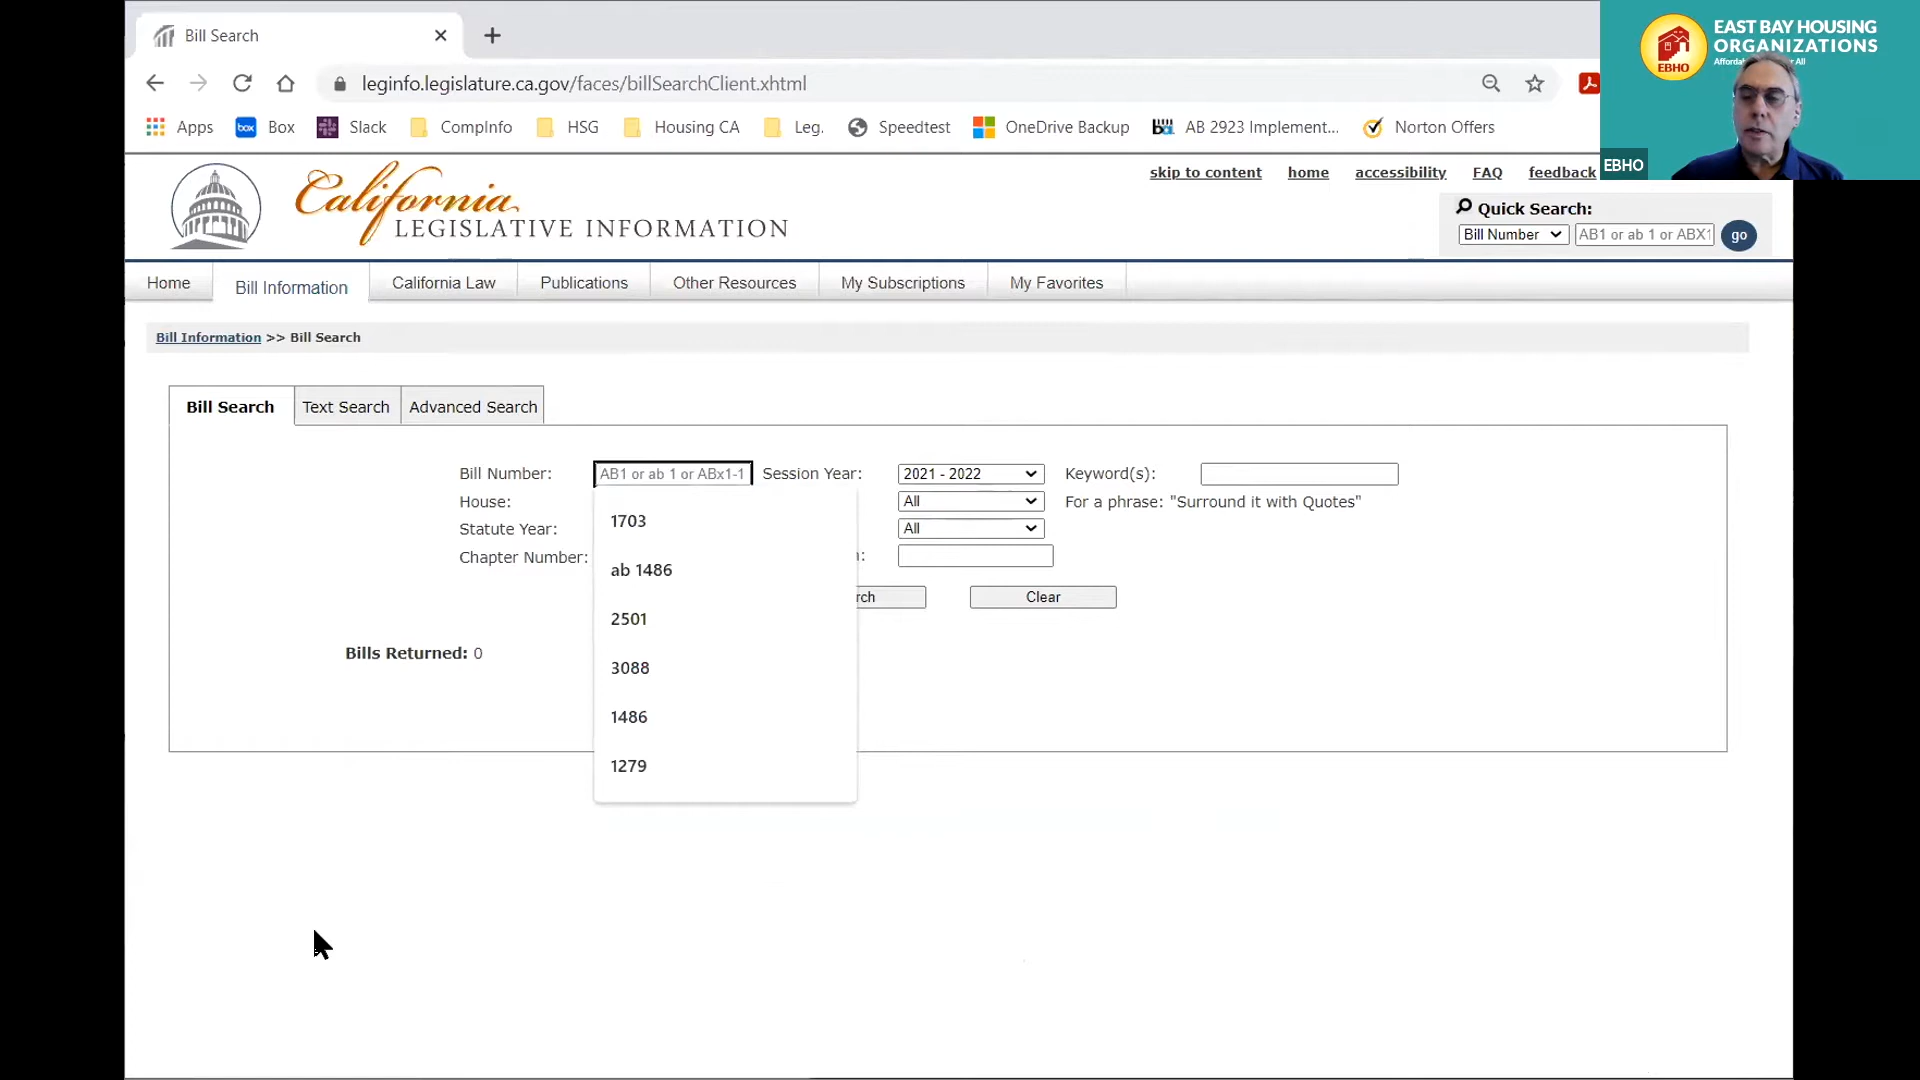 Bill Search
leginfo.legislature.ca.gov/faces/billSearchClient.xhtml
Apps Box Slack CompInfo HSG Housing CA Leg. Speedtest OneDrive Backup AB 2923 Implement... Norton Offers
EAST BAY HOUSING
ORGANIZATIONS
EBHO
EBHO
skip to content home accessibility FAQ feedback
California
LEGISLATIVE INFORMATION
Quick Search:
Bill Number AB1 or ab 1 or ABX1 go
Home Bill Information California Law Publications Other Resources My Subscriptions My Favorites
Bill Information >> Bill Search
Bill Search Text Search Advanced Search
Bill Number: AB1 or ab 1 or ABx1-1 Session Year: 2021 - 2022 Keyword(s):
House: All For a phrase: "Surround it with Quotes"
Statute Year: All
Chapter Number:
Clear
Bills Returned: 0
1703
ab 1486
2501
3088
1486
1279